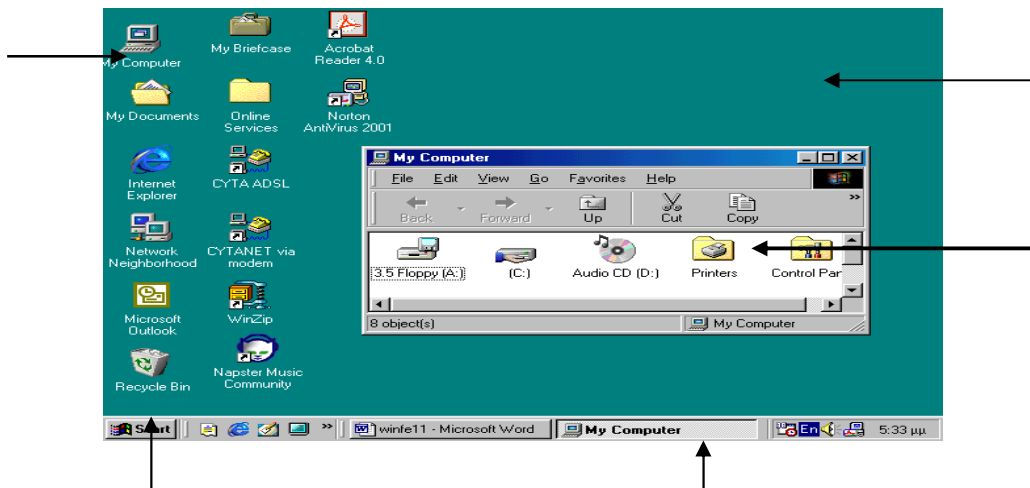 My Computer
My Briefcase
Acrobat
Reader 4.0
My Documents
Online
Services
Norton
AntiVirus 2001
Internet
Explorer
CYTA ADSL
Network
Neighborhood
CYTANET via
modem
Microsoft
Outlook
WinZip
Recycle Bin
Napster Music
Community
My Computer
File Edit View Go Favorites Help
Back Forward Up Cut Copy »
3.5 Floppy (A:) (C:) Audio CD (D:) Printers Control Par
8 object(s) My Computer
Start » winfe11 - Microsoft Word My Computer En 5:33 μμ